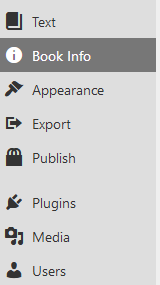 Text
Book Info
Appearance
Export
Publish
Plugins
Media
Users